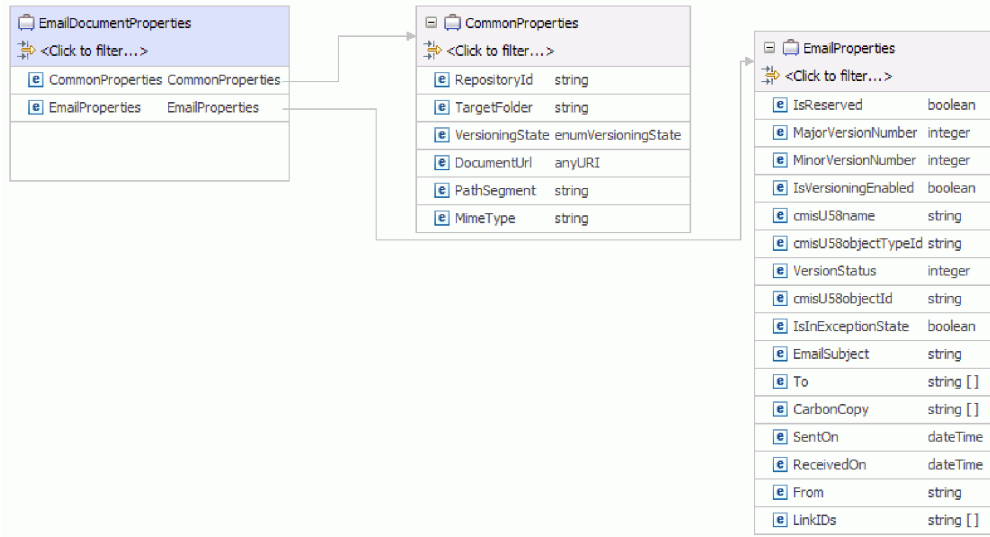 EmailDocumentProperties
<Click to filter...>
CommonProperties CommonProperties
EmailProperties EmailProperties
CommonProperties
<Click to filter...>
RepositoryId string
TargetFolder string
VersioningState enumVersioningState
DocumentUrl anyURI
PathSegment string
MimeType string
EmailProperties
<Click to filter...>
IsReserved boolean
MajorVersionNumber integer
MinorVersionNumber integer
IsVersioningEnabled boolean
cmisU58name string
cmisU58objectTypeId string
VersionStatus integer
cmisU58objectId string
IsInExceptionState boolean
EmailSubject string
To string []
CarbonCopy string []
SentOn dateTime
ReceivedOn dateTime
From string
LinkIDs string []